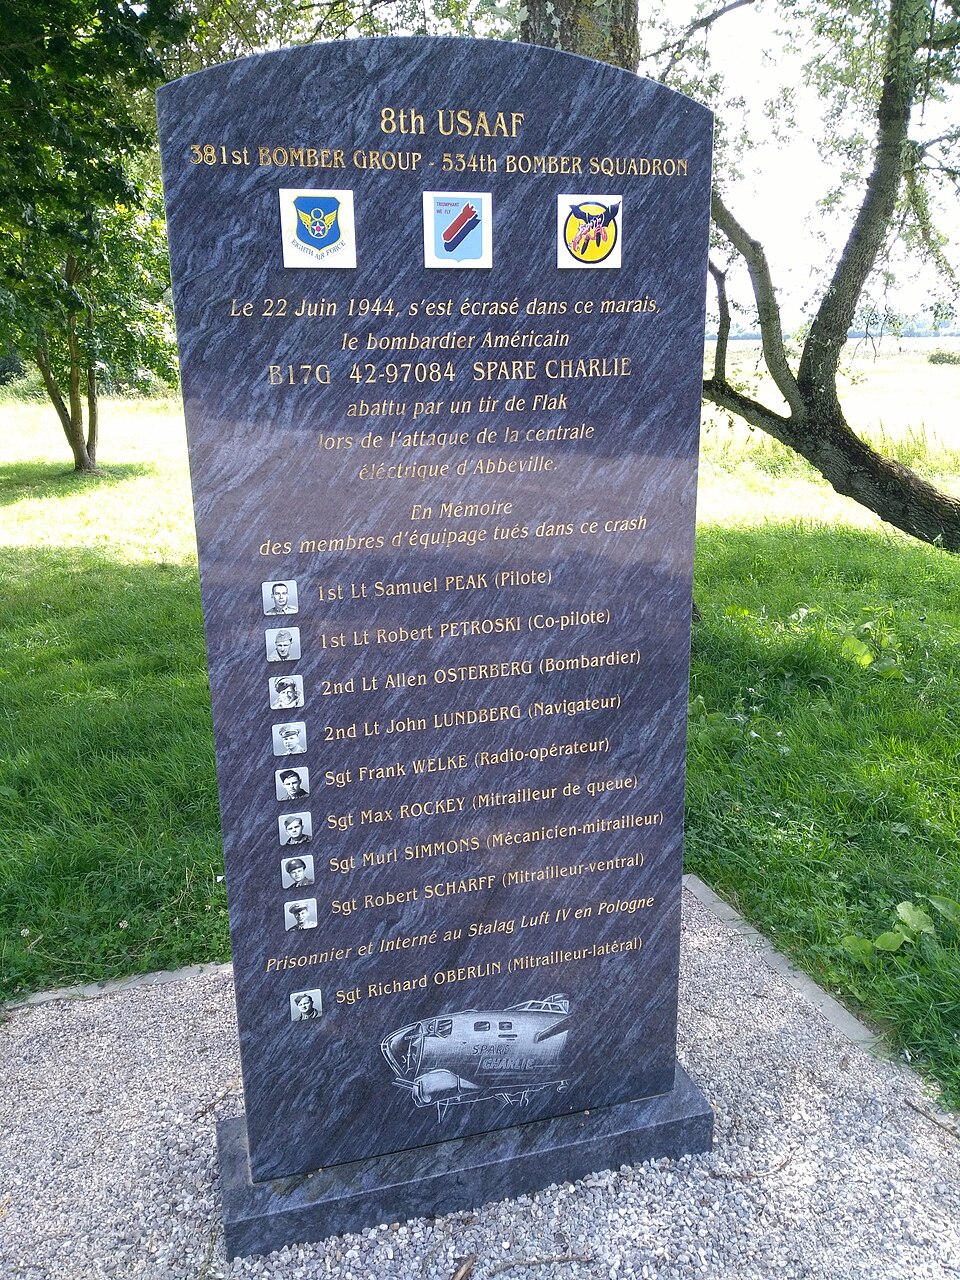 8th USAAF
381st BOMBER GROUP - 534th BOMBER SQUADRON
EIGHTH AIR FORCE
TRIUMPHANT
WE FLY
Le 22 Juin 1944, s'est écrasé dans ce marais,
le bombardier Américain
B17G 42-97084 SPARE CHARLIE
abattu par un tir de Flak
lors de l'attaque de la centrale
éléctrique d'Abbeville.
En Mémoire
des membres d'équipage tués dans ce crash
1st Lt Samuel PEAK (Pilote)
1st Lt Robert PETROSKI (Co-pilote)
2nd Lt Allen OSTERBERG (Bombardier)
2nd Lt John LUNDBERG (Navigateur)
Sgt Frank WELKE (Radio-opérateur)
Sgt Max ROCKEY (Mitrailleur de queue)
Sgt Murl SIMMONS (Mécanicien-mitrailleur)
Sgt Robert SCHARFF (Mitrailleur-ventral)
Prisonnier et Interné au Stalag Luft IV en Pologne
Sgt Richard OBERLIN (Mitrailleur-latéral)
SPARE
CHARLIE